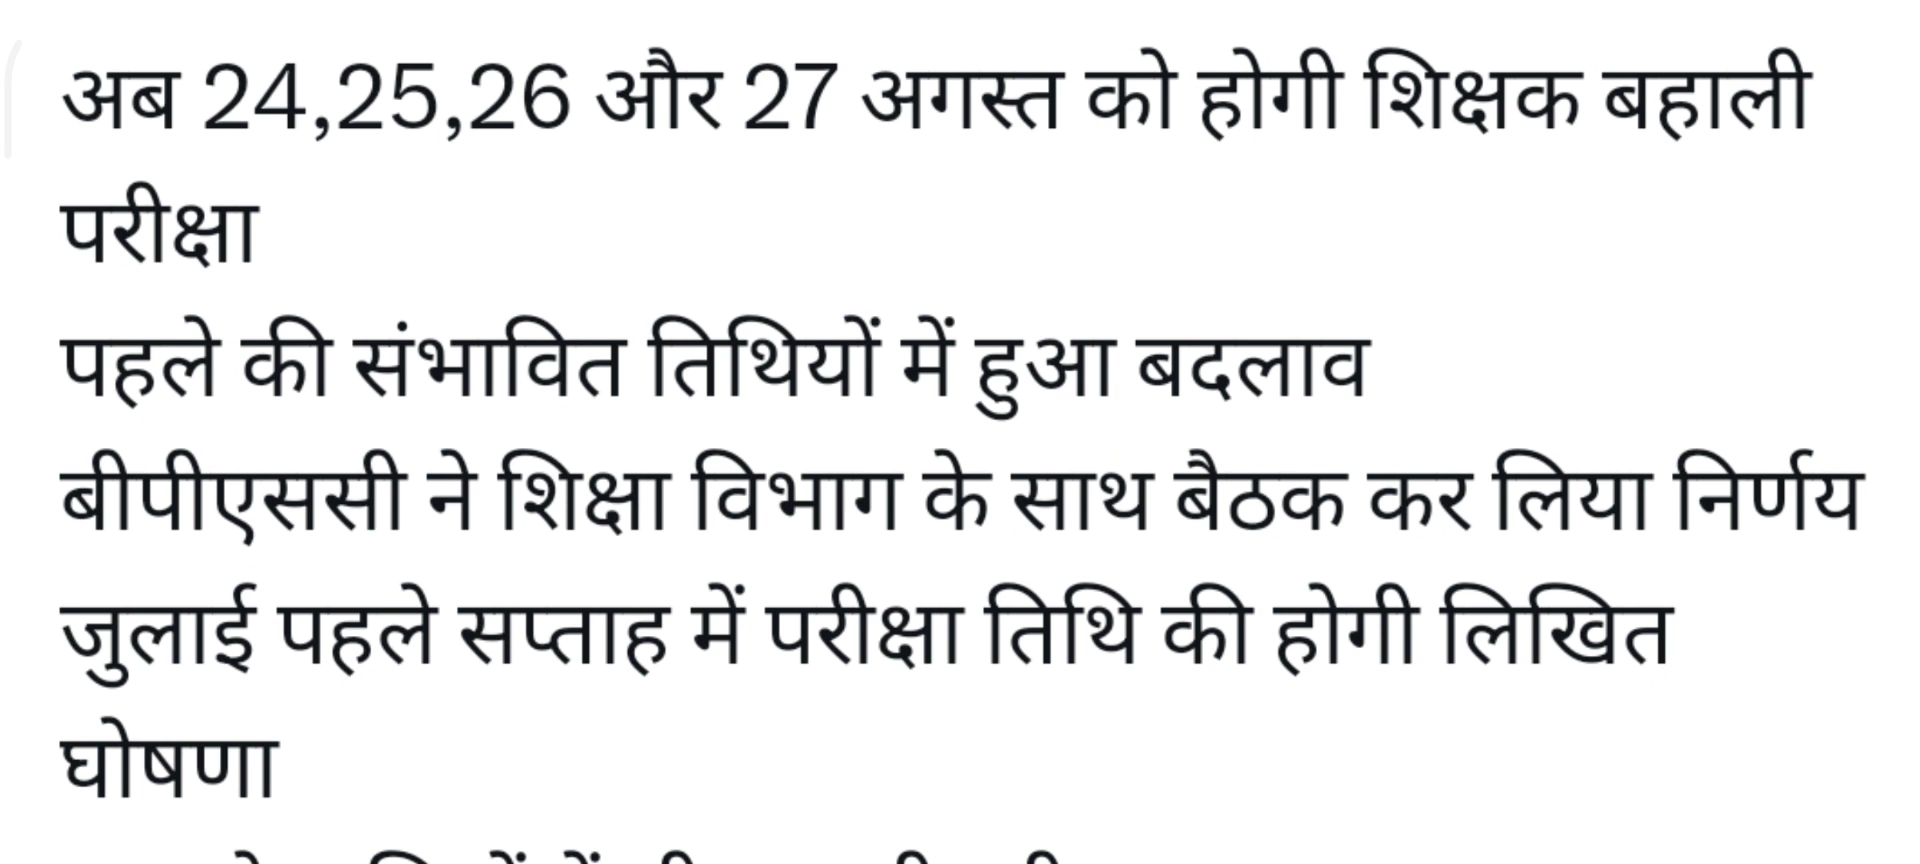 अब 24,25,26 और 27 अगस्त को होगी शिक्षक बहाली
परीक्षा
पहले की संभावित तिथियों में हुआ बदलाव
बीपीएससी ने शिक्षा विभाग के साथ बैठक कर लिया निर्णय
जुलाई पहले सप्ताह में परीक्षा तिथि की होगी लिखित
घोषणा